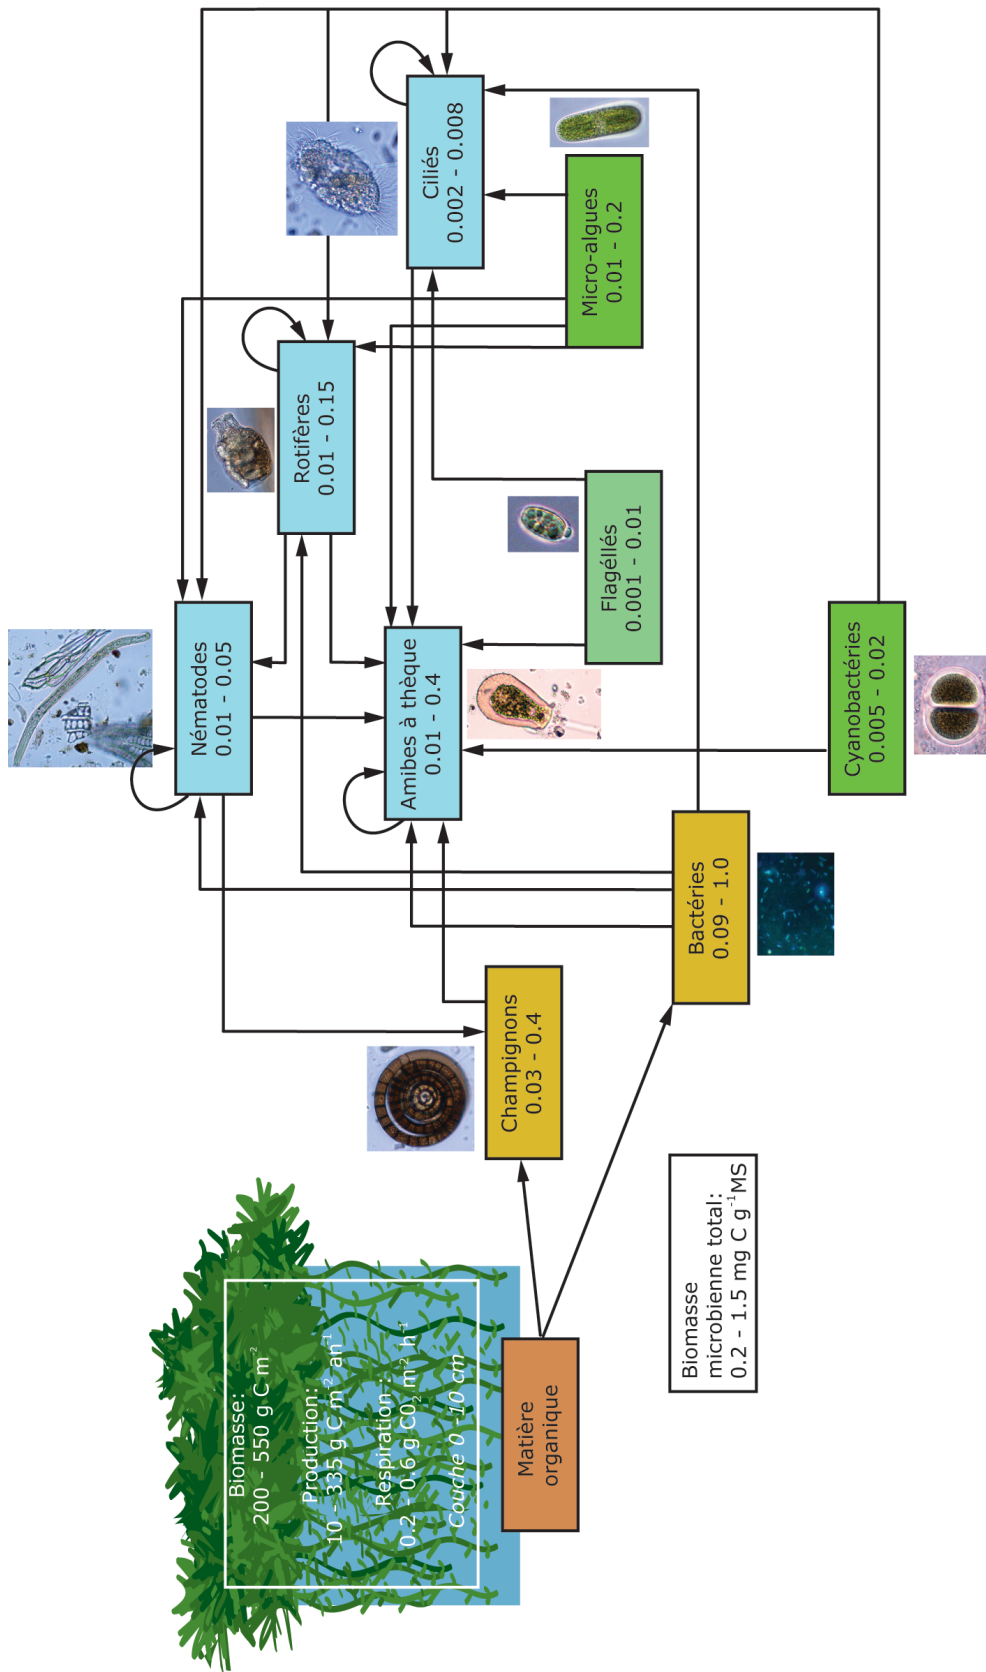 Biomasse:
200 - 550 g C m-2
Production:
10 - 335 g C m-2 an-1
Respiration :
0.2 - 0.6 g C02 m-2 h-1
Couche 0 -10 cm
Matière
organique
Biomasse
microbienne total:
0.2 - 1.5 mg C g-1MS
Champignons
0.03 - 0.4
Bactéries
0.09 - 1.0
Nématodes
0.01 - 0.05
Amibes à thèque
0.01 - 0.4
Cyanobactéries
0.005 - 0.02
Flagéllés
0.001 - 0.01
Rotifères
0.01 - 0.15
Micro-algues
0.01 - 0.2
Ciliés
0.002 - 0.008